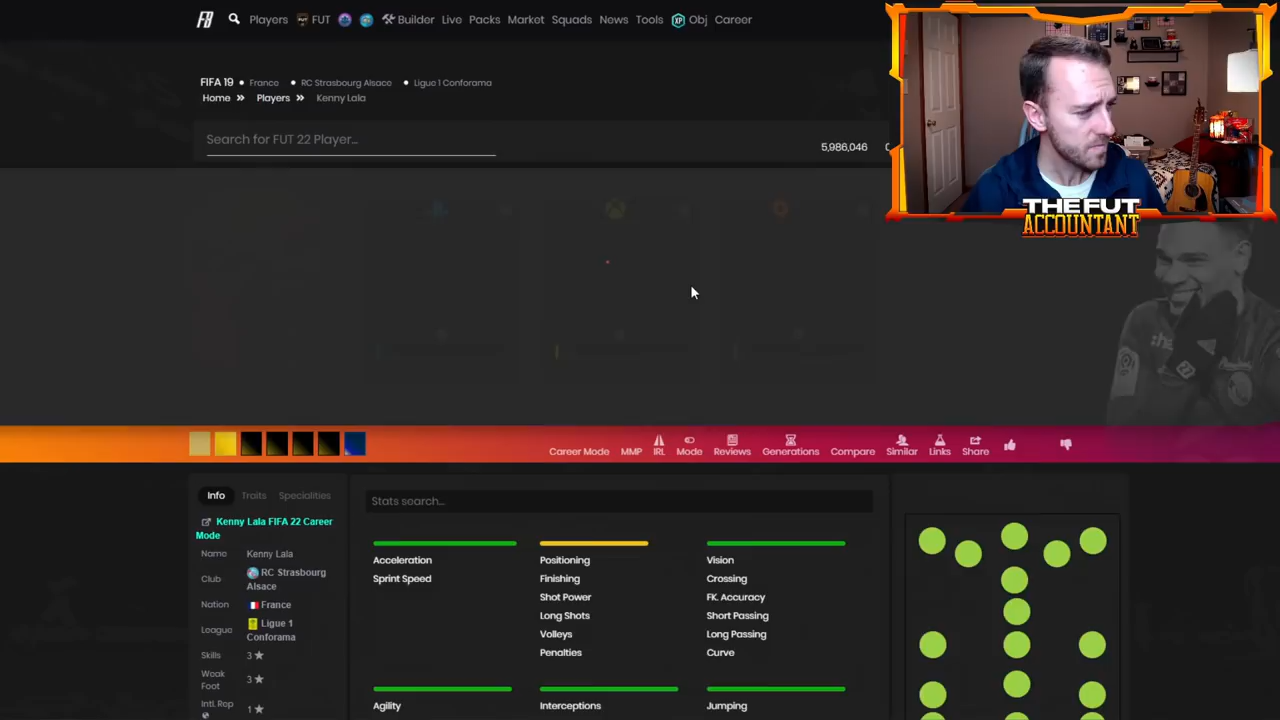 Players FUT Builder Live Packs Market Squads News Tools XP Obj Career
FIFA 19 • France • RC Strasbourg Alsace • Ligue 1 Conforama
Home » Players » Kenny Lala
Search for FUT 22 Player...
5,986,046
THE FUT
ACCOUNTANT
Career Mode MMP IRL Mode Reviews Generations Compare Similar Links Share
Info Traits Specialities
Kenny Lala FIFA 22 Career
Mode
Name Kenny Lala
Club RC Strasbourg
Alsace
Nation France
League Ligue 1
Conforama
Skills 3★
Weak
Foot 3★
Intl. Rep 1★
Stats search...
Acceleration Positioning Vision
Sprint Speed Finishing Crossing
Shot Power FK. Accuracy
Long Shots Short Passing
Volleys Long Passing
Penalties Curve
Agility Interceptions Jumping